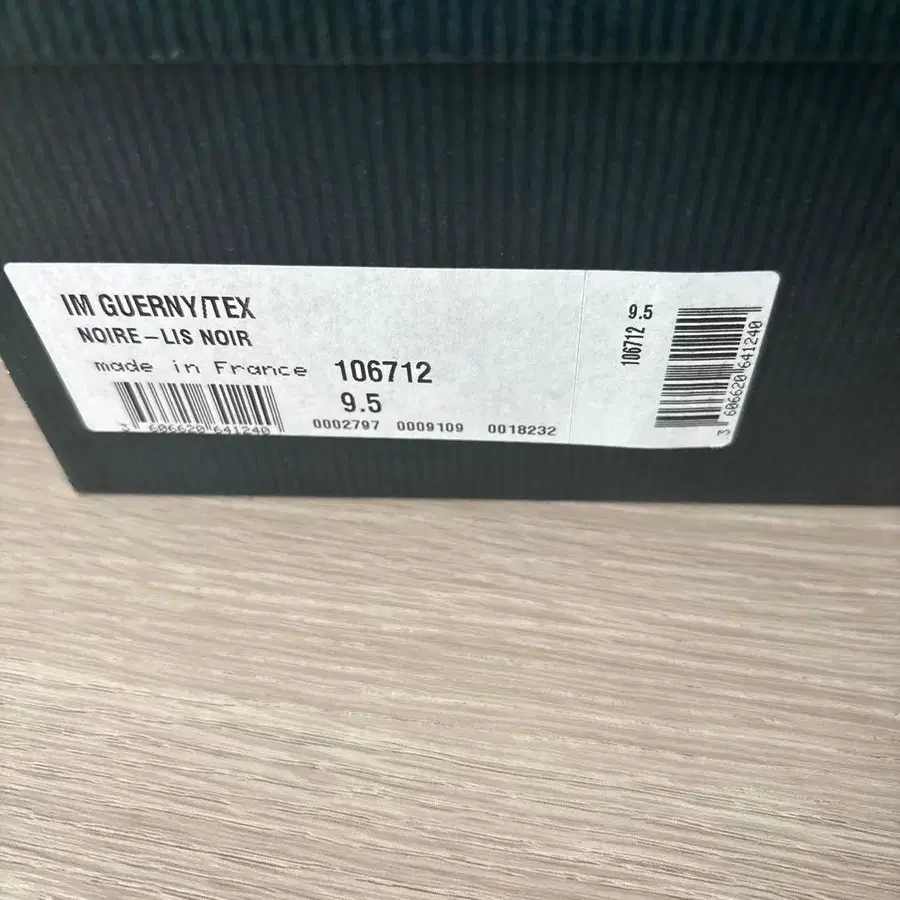 IM GUERNY/TEX
NOIRE-LIS NOIR
made in France 106712
9.5
3 606620 641240
0002797 0009109 0018232
9.5
106712
3 606620 641240